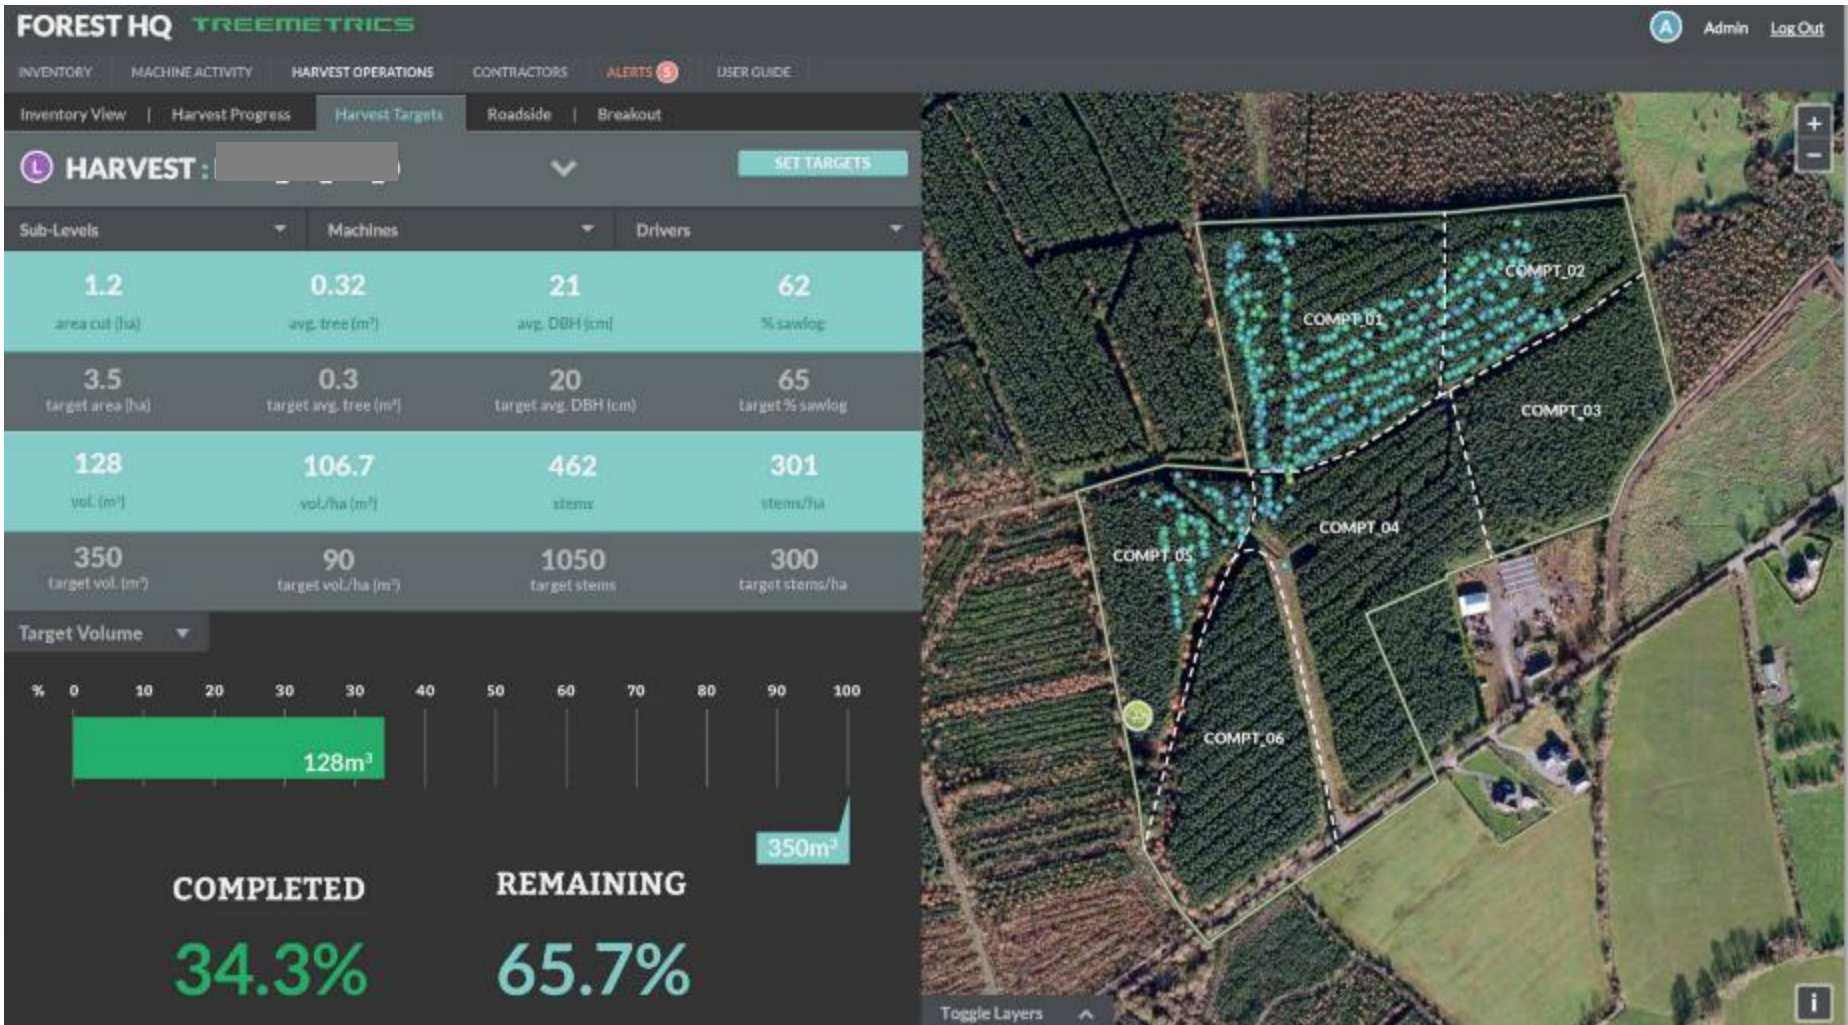 FOREST HQ TREEMETRICS
A Admin Log Out
INVENTORY MACHINE ACTIVITY HARVEST OPERATIONS CONTRACTORS ALERTS 5 USER GUIDE
Inventory View | Harvest Progress Harvest Targets Roadside | Breakout
L HARVEST :
SET TARGETS
Sub-Levels Machines Drivers
1.2 0.32 21 62
area cut (ha) avg. tree (m³) avg. DBH (cm) % sawlog
3.5 0.3 20 65
target area (ha) target avg. tree (m³) target avg. DBH (cm) target % sawlog
128 106.7 462 301
vol. (m³) vol./ha (m³) stems stems/ha
350 90 1050 300
target vol. (m³) target vol./ha (m³) target stems target stems/ha
Target Volume
% 0 10 20 30 30 40 50 60 70 80 90 100
128m³
350m³
COMPLETED REMAINING
34.3% 65.7%
+
−
COMPT_02
COMPT_01
COMPT_03
COMPT_04
COMPT_05
COMPT_06
Toggle Layers
i